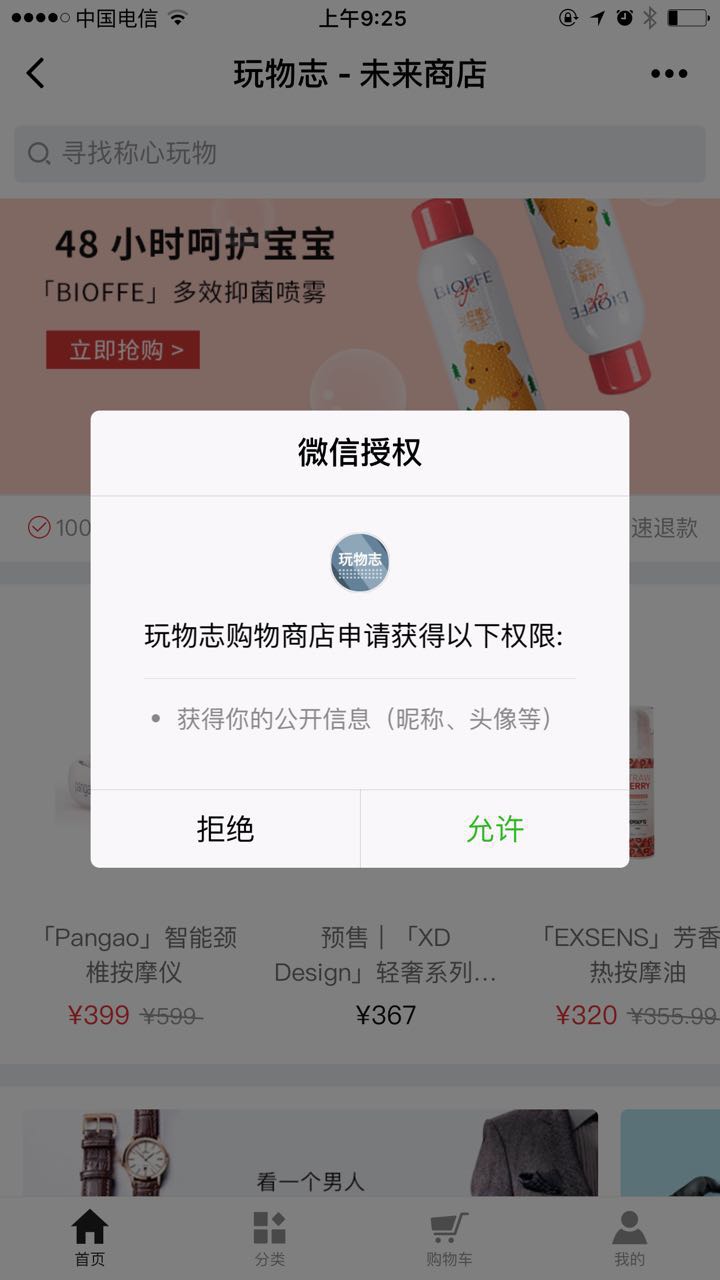 中国电信
上午9:25
玩物志 - 未来商店
寻找称心玩物
48 小时呵护宝宝
「BIOFFE」多效抑菌喷雾
立即抢购 >
BIOFFE
BIOFFE
微信授权
100
速退款
玩物志
玩物志购物商店申请获得以下权限:
• 获得你的公开信息（昵称、头像等）
拒绝
允许
「Pangao」智能颈
椎按摩仪
¥399 ¥599
预售｜「XD
Design」轻奢系列...
¥367
「EXSENS」芳香
热按摩油
¥320 ¥355.99
看一个男人
首页
分类
购物车
我的